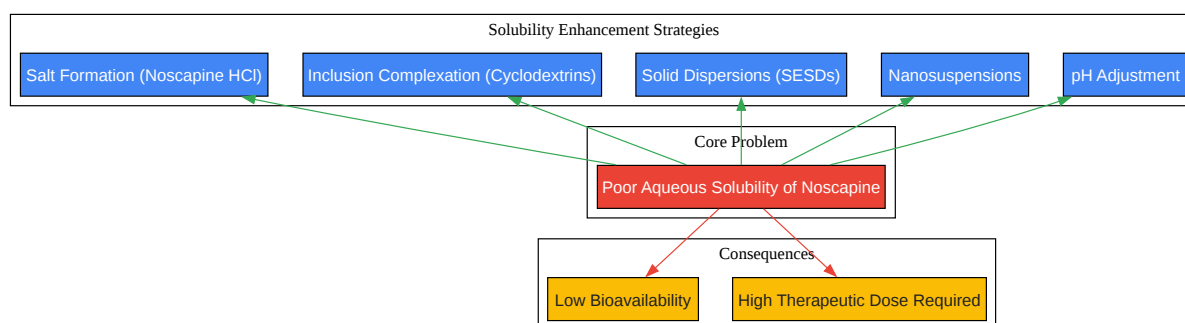 Solubility Enhancement Strategies
Salt Formation (Noscapine HCl)
Inclusion Complexation (Cyclodextrins)
Solid Dispersions (SESDs)
Nanosuspensions
pH Adjustment
Core Problem
Poor Aqueous Solubility of Noscapine
Consequences
Low Bioavailability
High Therapeutic Dose Required